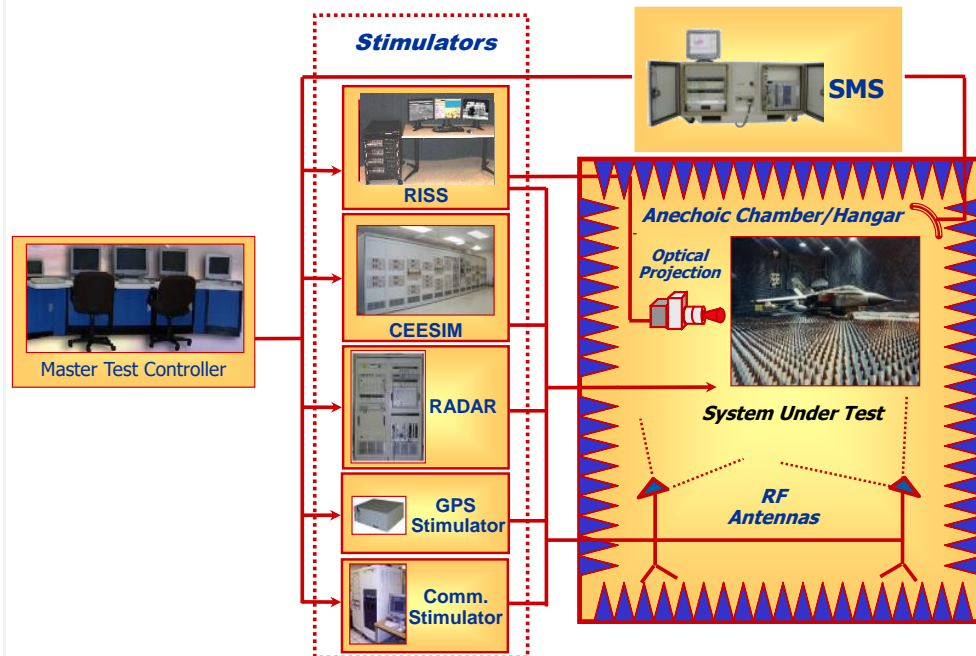 Stimulators
SMS
RISS
Anechoic Chamber/Hangar
Optical
Projection
CEESIM
Master Test Controller
RADAR
System Under Test
GPS
Stimulator
RF
Antennas
Comm.
Stimulator